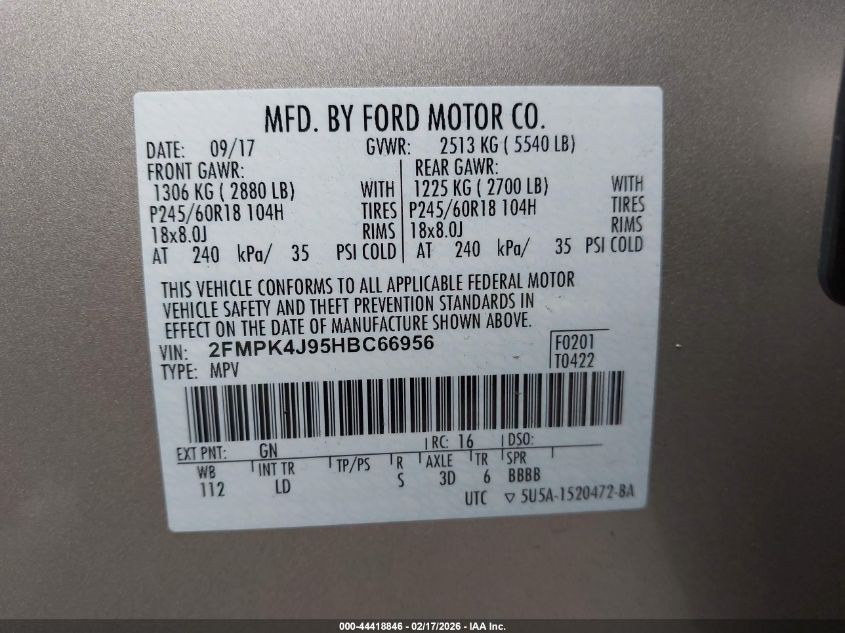 MFD. BY FORD MOTOR CO.
DATE: 09/17 GVWR: 2513 KG ( 5540 LB)
FRONT GAWR: REAR GAWR:
1306 KG ( 2880 LB) WITH 1225 KG ( 2700 LB) WITH
P245/60R18 104H TIRES P245/60R18 104H TIRES
18x8.0J RIMS 18x8.0J RIMS
AT 240 kPa/ 35 PSI COLD AT 240 kPa/ 35 PSI COLD
THIS VEHICLE CONFORMS TO ALL APPLICABLE FEDERAL MOTOR
VEHICLE SAFETY AND THEFT PREVENTION STANDARDS IN
EFFECT ON THE DATE OF MANUFACTURE SHOWN ABOVE.
VIN: 2FMPK4J95HBC66956 F0201
TYPE: MPV T0422
EXT PNT: GN RC: 16 DSO:
WB INT TR TP/PS R AXLE TR SPR
112 LD S 3D 6 BBBB
UTC ▽ 5U5A-1520472-BA
000-44418846 - 02/17/2026 - IAA Inc.